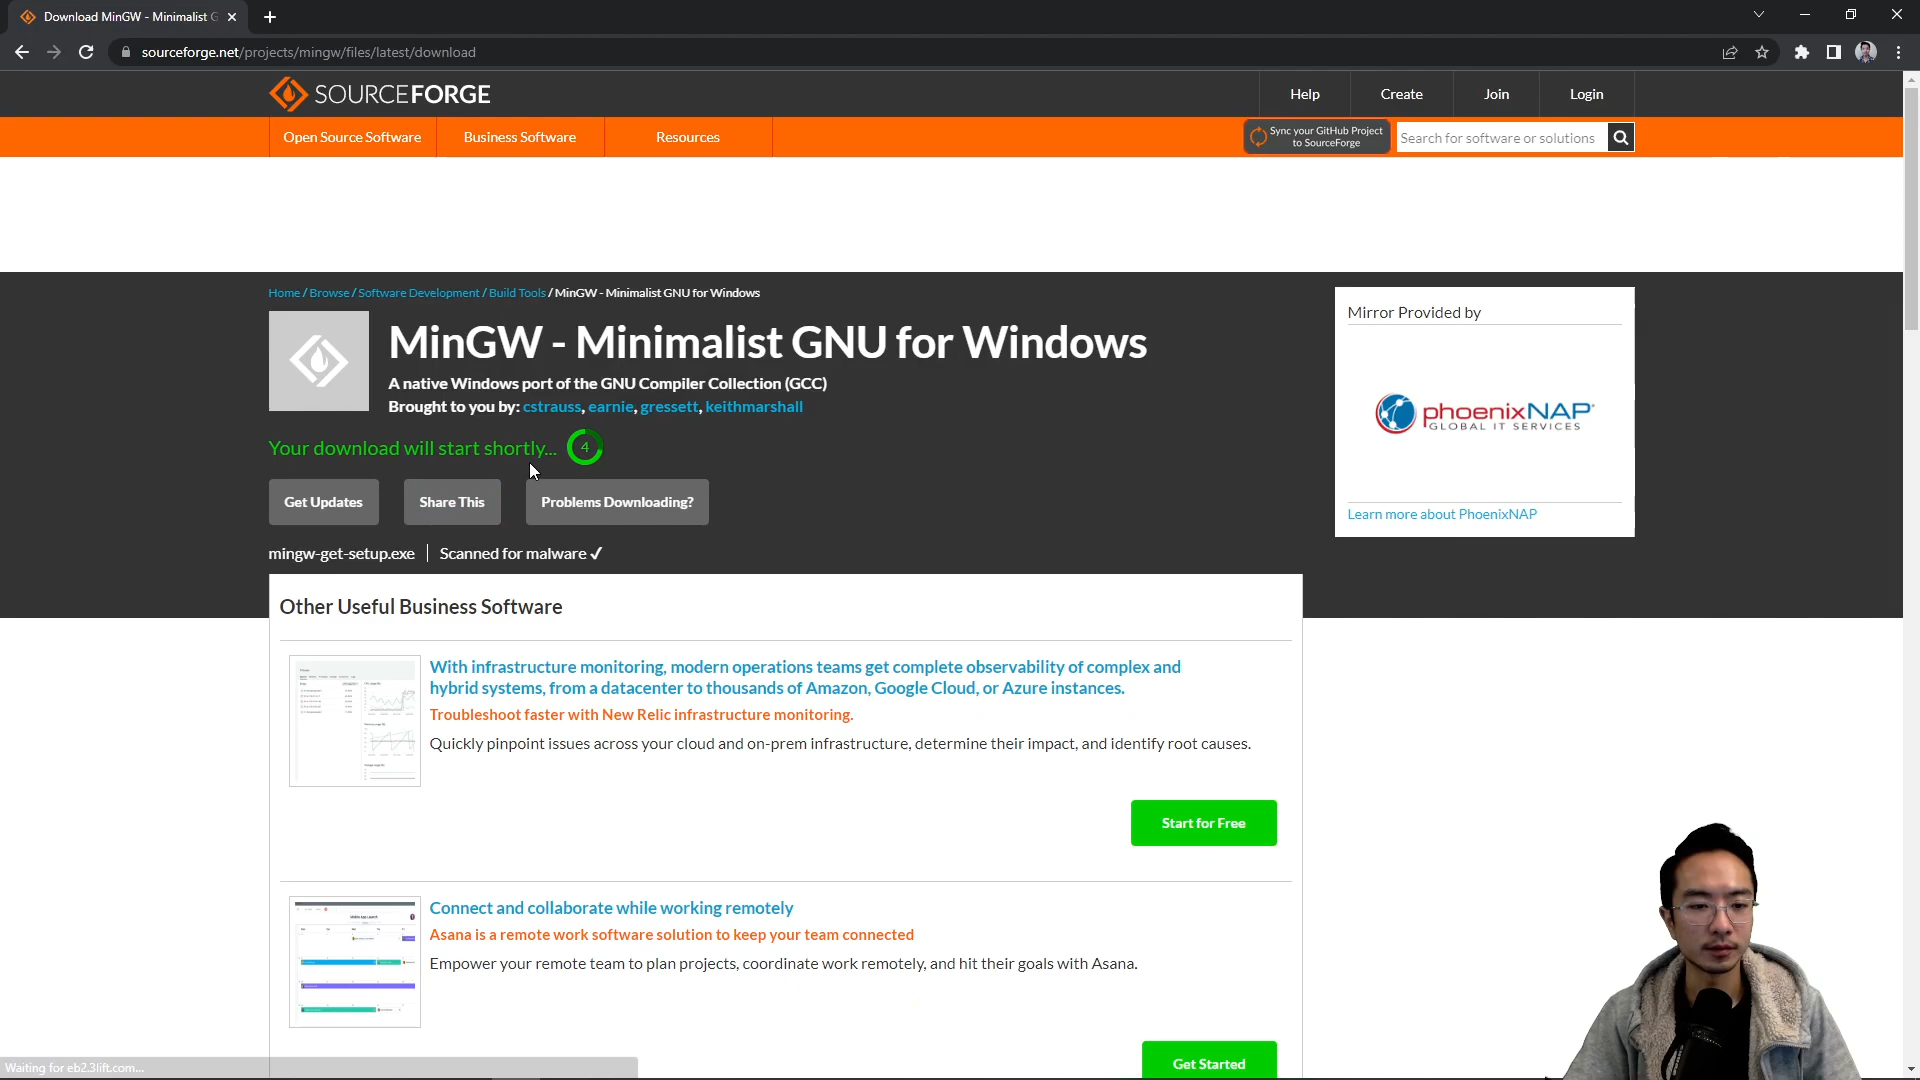 Download MinGW - Minimalist G
sourceforge.net/projects/mingw/files/latest/download
SOURCEFORGE
Help
Create
Join
Login
Open Source Software
Business Software
Resources
Sync your GitHub Project
to SourceForge
Search for software or solutions
Home / Browse / Software Development / Build Tools / MinGW - Minimalist GNU for Windows
MinGW - Minimalist GNU for Windows
A native Windows port of the GNU Compiler Collection (GCC)
Brought to you by: cstrauss, earnie, gressett, keithmarshall
Your download will start shortly... 4
Get Updates
Share This
Problems Downloading?
mingw-get-setup.exe
Scanned for malware ✓
Mirror Provided by
phoenixNAP
GLOBAL IT SERVICES
Learn more about PhoenixNAP
Other Useful Business Software
With infrastructure monitoring, modern operations teams get complete observability of complex and
hybrid systems, from a datacenter to thousands of Amazon, Google Cloud, or Azure instances.
Troubleshoot faster with New Relic infrastructure monitoring.
Quickly pinpoint issues across your cloud and on-prem infrastructure, determine their impact, and identify root causes.
Start for Free
Connect and collaborate while working remotely
Asana is a remote work software solution to keep your team connected
Empower your remote team to plan projects, coordinate work remotely, and hit their goals with Asana.
Get Started
Waiting for eb2.3lift.com...